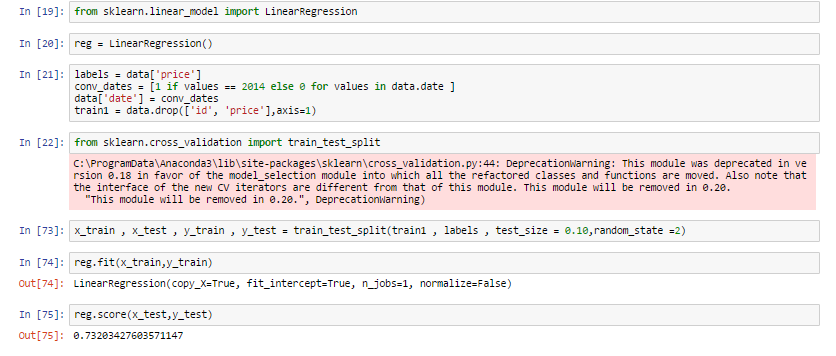 In [19]: from sklearn.linear_model import LinearRegression
In [20]: reg = LinearRegression()
In [21]: labels = data['price']
conv_dates = [1 if values == 2014 else 0 for values in data.date ]
data['date'] = conv_dates
train1 = data.drop(['id', 'price'],axis=1)
In [22]: from sklearn.cross_validation import train_test_split
C:\ProgramData\Anaconda3\lib\site-packages\sklearn\cross_validation.py:44: DeprecationWarning: This module was deprecated in ve
rsion 0.18 in favor of the model_selection module into which all the refactored classes and functions are moved. Also note that
the interface of the new CV iterators are different from that of this module. This module will be removed in 0.20.
"This module will be removed in 0.20.", DeprecationWarning)
In [73]: x_train , x_test , y_train , y_test = train_test_split(train1 , labels , test_size = 0.10,random_state =2)
In [74]: reg.fit(x_train,y_train)
Out[74]: LinearRegression(copy_X=True, fit_intercept=True, n_jobs=1, normalize=False)
In [75]: reg.score(x_test,y_test)
Out[75]: 0.73203427603571147